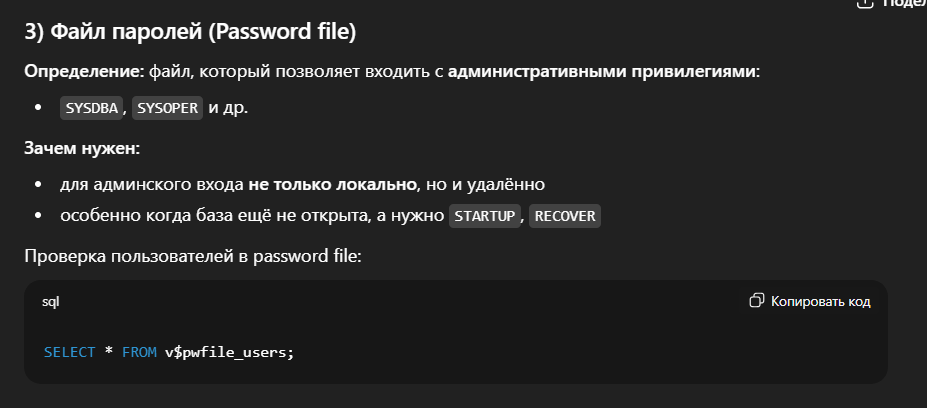 Подел
3) Файл паролей (Password file)
Определение: файл, который позволяет входить с административными привилегиями:
• SYSDBA, SYSOPER и др.
Зачем нужен:
• для админского входа не только локально, но и удалённо
• особенно когда база ещё не открыта, а нужно STARTUP, RECOVER
Проверка пользователей в password file:
sql
Копировать код
SELECT * FROM v$pwfile_users;